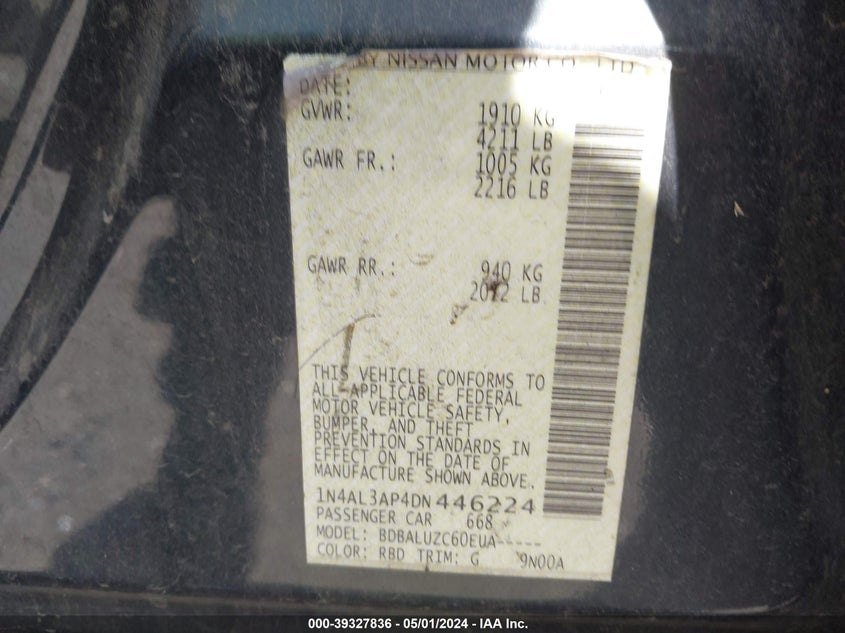 BY NISSAN MOTOR CO., LTD
DATE:
GVWR: 1910 KG
4211 LB
GAWR FR.: 1005 KG
2216 LB
GAWR RR.: 940 KG
2072 LB
THIS VEHICLE CONFORMS TO
ALL APPLICABLE FEDERAL
MOTOR VEHICLE SAFETY,
BUMPER, AND THEFT
PREVENTION STANDARDS IN
EFFECT ON THE DATE OF
MANUFACTURE SHOWN ABOVE.
1N4AL3AP4DN446224
PASSENGER CAR 668
MODEL: BDBALUZC60EUA-----
COLOR: RBD TRIM: G 9N00A
000-39327836 - 05/01/2024 - IAA Inc.